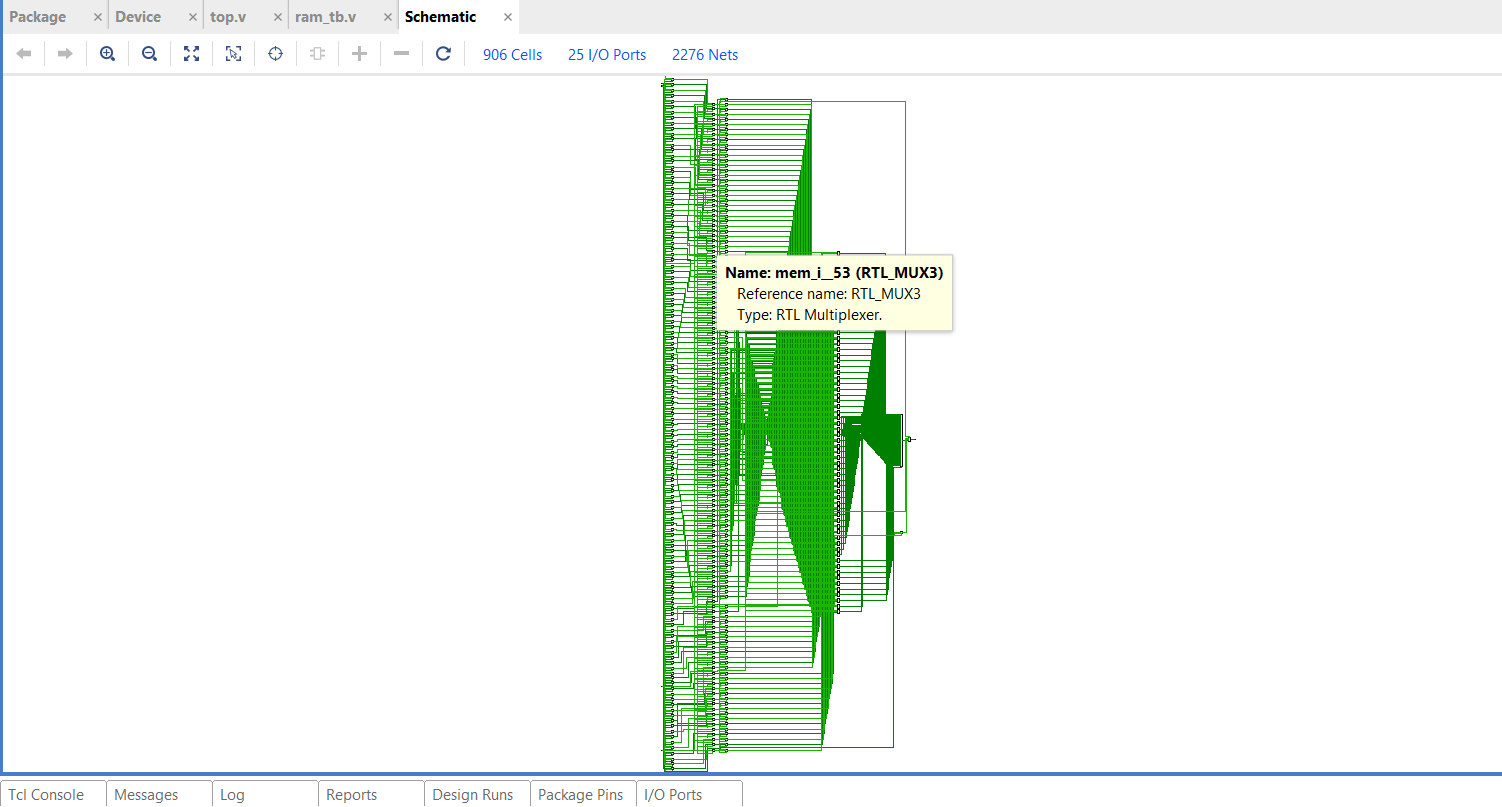 Package Device top.v ram_tb.v Schematic
906 Cells 25 I/O Ports 2276 Nets
Name: mem_i__53 (RTL_MUX3)
Reference name: RTL_MUX3
Type: RTL Multiplexer.
Tcl Console Messages Log Reports Design Runs Package Pins I/O Ports